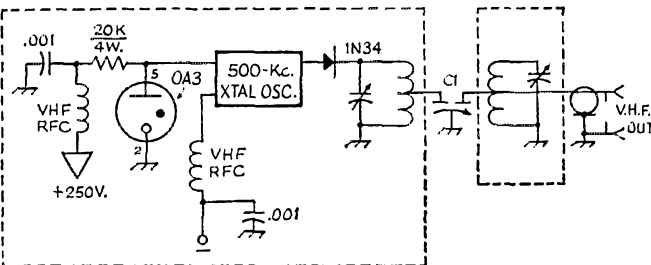 .001
20K
4W.
5
OA3
2
VHF
RFC
+250V.
500-Kc.
XTAL OSC.
VHF
RFC
.001
1N34
C1
V.H.F.
OUT